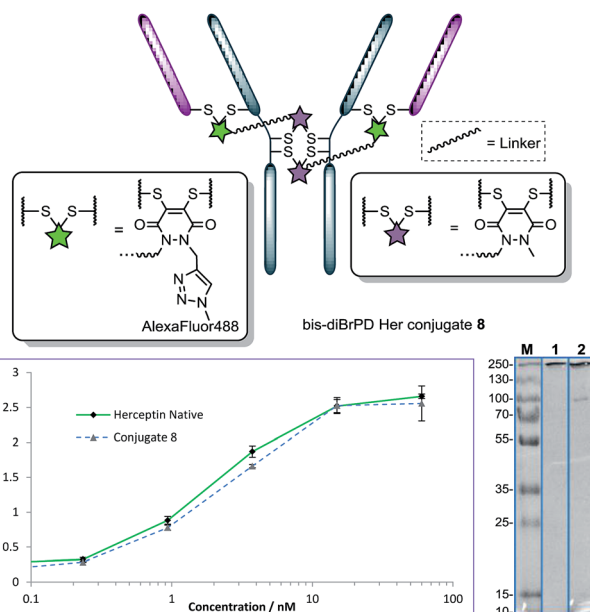 S S S S S S
S S
= Linker
S S = S S
O N N O
N
N N
AlexaFluor488
S S = S S
O N N O
bis-diBrPD Her conjugate 8
3
2.5
2
1.5
1
0.5
0
Herceptin Native
Conjugate 8
0.1 1 10 100
Concentration / nM
M 1 2
250-
130-
100-
70-
55-
35-
25-
15-
10